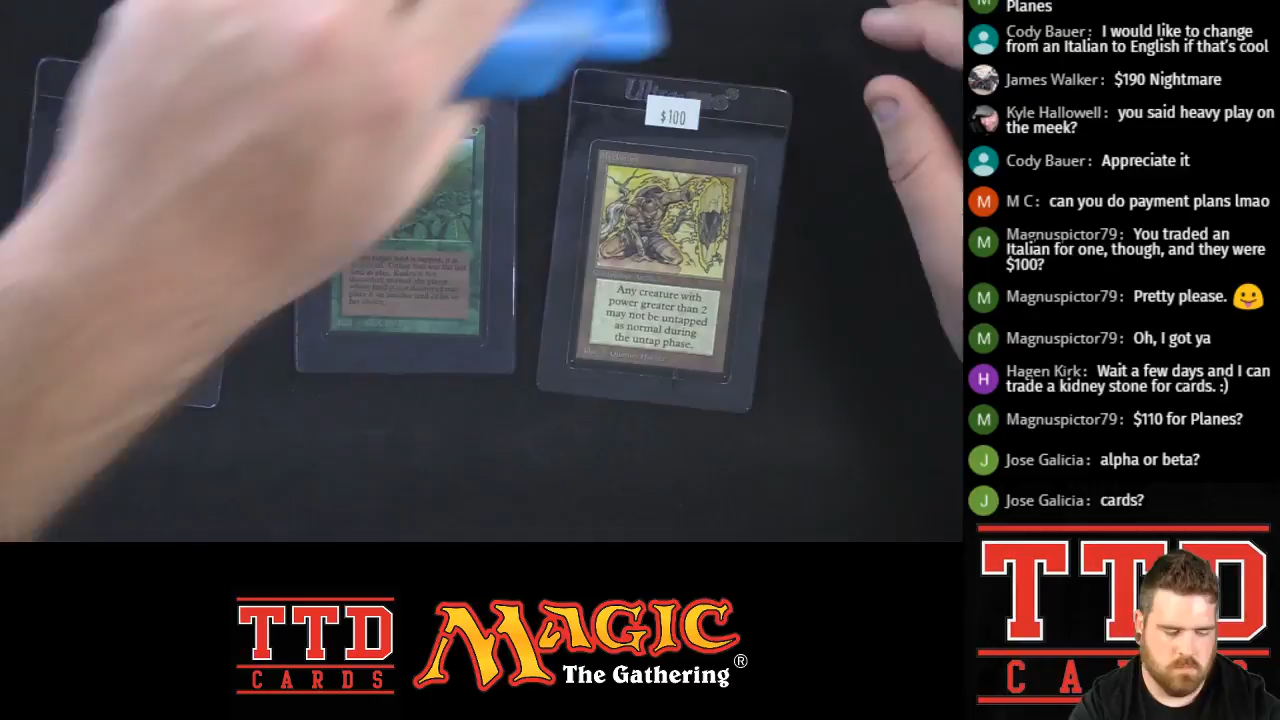 Planes
Cody Bauer: I would like to change
from an Italian to English if that's cool
James Walker: $190 Nightmare
Kyle Hallowell: you said heavy play on
the meek?
Cody Bauer: Appreciate it
M C: can you do payment plans lmao
Magnuspictor79: You traded an
Italian for one, though, and they were
$100?
Magnuspictor79: Pretty please.
Magnuspictor79: Oh, I got ya
Hagen Kirk: Wait a few days and I can
trade a kidney stone for cards. :)
Magnuspictor79: $110 for Planes?
Jose Galicia: alpha or beta?
Jose Galicia: cards?
$100
Any creature with
power greater than 2
may not be untapped
as normal during
the untap phase.
TTD
CARDS
MAGIC
The Gathering®
TTD
CA